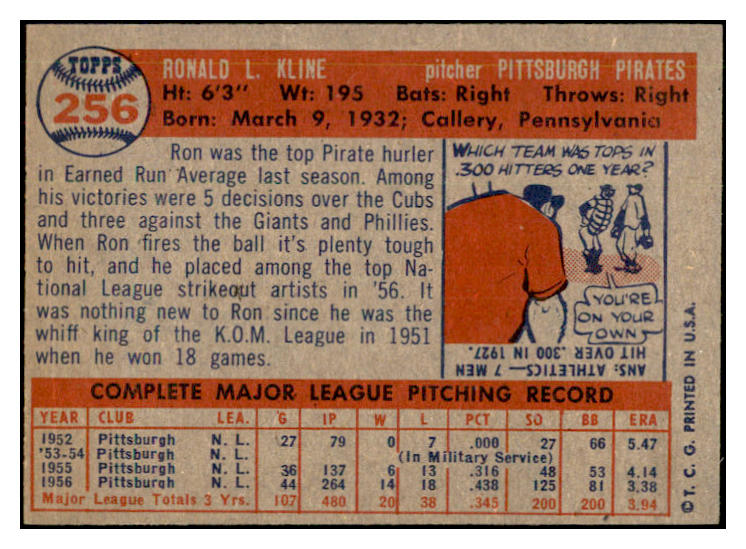 TOPPS
256
RONALD L. KLINE pitcher PITTSBURGH PIRATES
Ht: 6'3" Wt: 195 Bats: Right Throws: Right
Born: March 9, 1932; Callery, Pennsylvania
Ron was the top Pirate hurler
in Earned Run Average last season. Among
his victories were 5 decisions over the Cubs
and three against the Giants and Phillies.
When Ron fires the ball it's plenty tough
to hit, and he placed among the top Na-
tional League strikeout artists in '56. It
was nothing new to Ron since he was the
whiff king of the K.O.M. League in 1951
when he won 18 games.
WHICH TEAM WAS TOPS IN
.300 HITTERS ONE YEAR?
YOU'RE
ON YOUR
OWN
ANS: ATHLETICS— 7 MEN
HIT OVER .300 IN 1927.
COMPLETE MAJOR LEAGUE PITCHING RECORD
YEAR CLUB LEA. G IP W L PCT SO BB ERA
1952 Pittsburgh N. L. 27 79 0 7 .000 27 66 5.47
'53-54 Pittsburgh N. L. (In Military Service)
1955 Pittsburgh N. L. 36 137 6 13 .316 48 53 4.14
1956 Pittsburgh N. L. 44 264 14 18 .438 125 81 3.38
Major League Totals 3 Yrs. 107 480 20 38 .345 200 200 3.94
©T. C. G. PRINTED IN U.S.A.